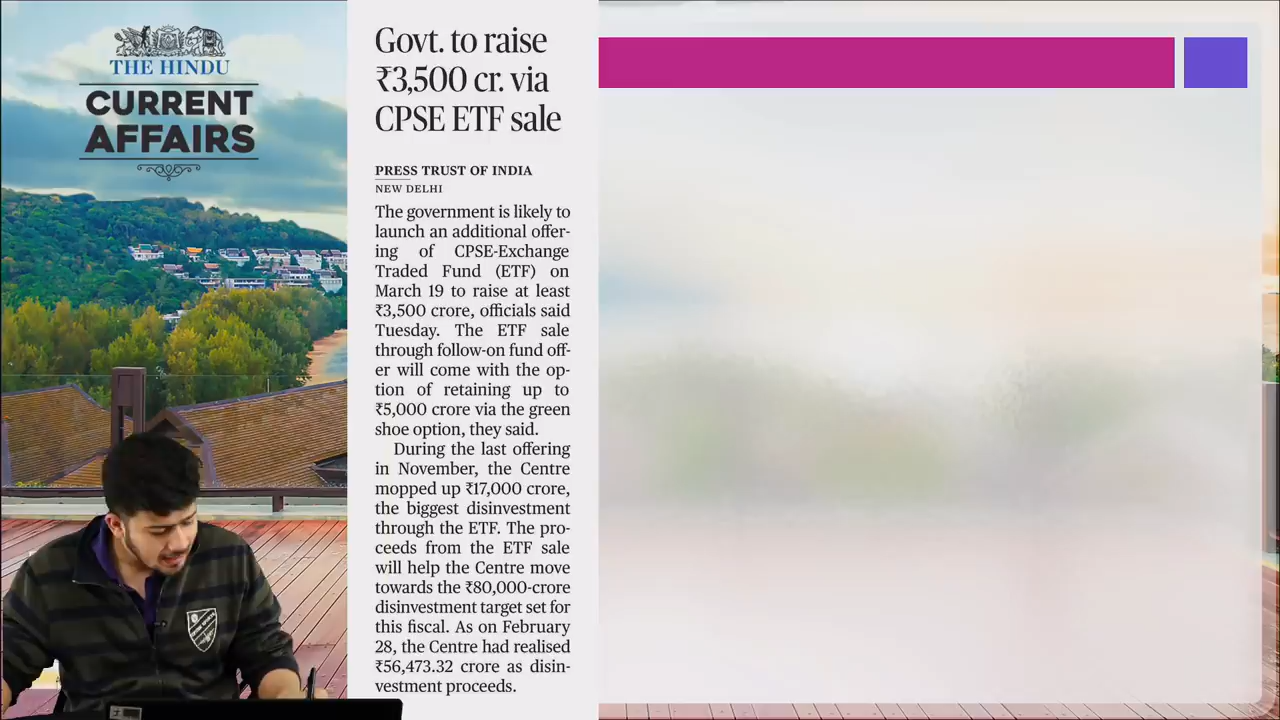 THE HINDU
CURRENT
AFFAIRS
Govt. to raise
₹3,500 cr. via
CPSE ETF sale
PRESS TRUST OF INDIA
NEW DELHI
The government is likely to
launch an additional offer-
ing of CPSE-Exchange
Traded Fund (ETF) on
March 19 to raise at least
₹3,500 crore, officials said
Tuesday. The ETF sale
through follow-on fund off-
er will come with the op-
tion of retaining up to
₹5,000 crore via the green
shoe option, they said.
During the last offering
in November, the Centre
mopped up ₹17,000 crore,
the biggest disinvestment
through the ETF. The pro-
ceeds from the ETF sale
will help the Centre move
towards the ₹80,000-crore
disinvestment target set for
this fiscal. As on February
28, the Centre had realised
₹56,473.32 crore as disin-
vestment proceeds.